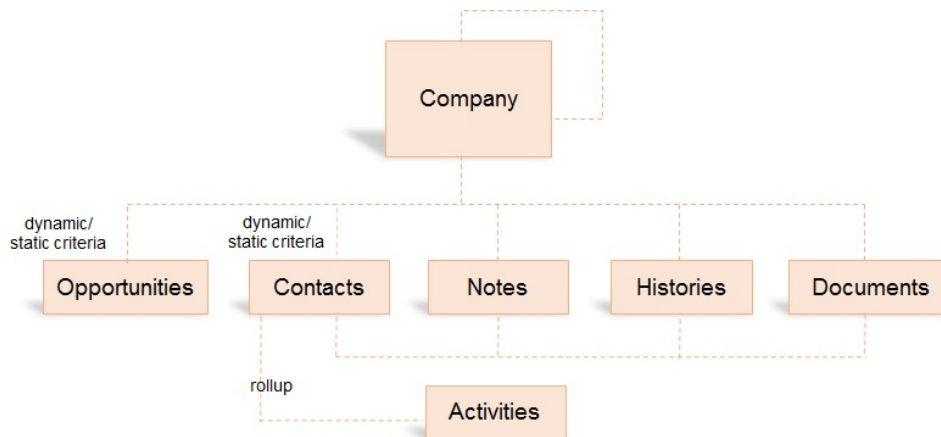 Company
dynamic/
static criteria
dynamic/
static criteria
Opportunities
Contacts
Notes
Histories
Documents
rollup
Activities